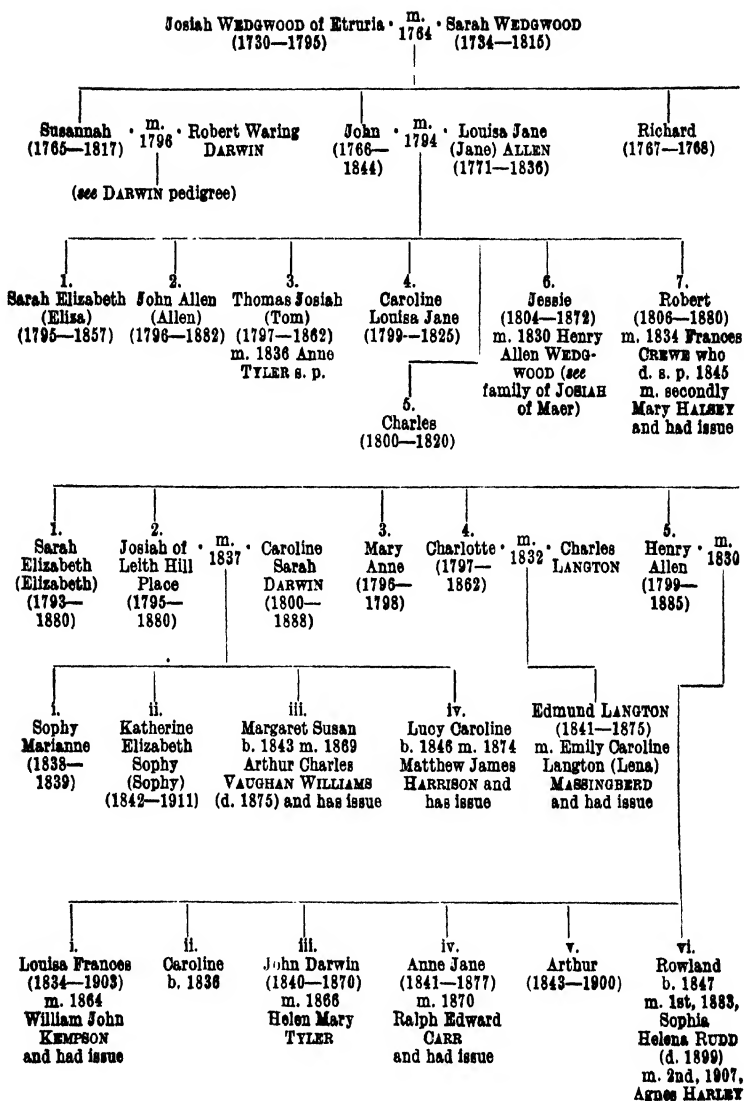 Josiah WEDGWOOD of Etruria · m. 1764 · Sarah WEDGWOOD
(1730—1795) (1734—1815)
Susannah · m. 1796 · Robert Waring DARWIN
(1765—1817)
(see DARWIN pedigree)
John · m. 1794 · Louisa Jane (Jane) ALLEN
(1766—1844) (1771—1836)
Richard
(1767—1768)
1.
Sarah Elizabeth
(Eliza)
(1795—1857)
2.
John Allen
(Allen)
(1796—1882)
3.
Thomas Josiah
(Tom)
(1797—1862)
m. 1836 Anne
TYLER s. p.
4.
Caroline
Louisa Jane
(1799—1825)
5.
Charles
(1800—1820)
6.
Jessie
(1804—1872)
m. 1830 Henry
Allen WEDG-
WOOD (see
family of JOSIAH
of Maer)
7.
Robert
(1806—1880)
m. 1834 Frances
CREWE who
d. s. p. 1845
m. secondly
Mary HALSEY
and had issue
1.
Sarah
Elizabeth
(Elizabeth)
(1793—
1880)
2.
Josiah of
Leith Hill
Place
(1795—
1880)
· m. 1837 ·
Caroline
Sarah
DARWIN
(1800—
1888)
3.
Mary
Anne
(1796—
1798)
4.
Charlotte ·
(1797—
1862)
m. 1832 ·
Charles
LANGTON
5.
Henry ·
Allen
(1799—
1885)
m. 1830
i.
Sophy
Marianne
(1838—
1839)
ii.
Katherine
Elizabeth
Sophy
(Sophy)
(1842—1911)
iii.
Margaret Susan
b. 1843 m. 1869
Arthur Charles
VAUGHAN WILLIAMS
(d. 1875) and has issue
iv.
Lucy Caroline
b. 1846 m. 1874
Matthew James
HARRISON and
has issue
Edmund LANGTON
(1841—1875)
m. Emily Caroline
Langton (Lena)
MASSINGBERD
and had issue
i.
Louisa Frances
(1834—1903)
m. 1864
William John
KEMPSON
and had issue
ii.
Caroline
b. 1836
iii.
John Darwin
(1840—1870)
m. 1866
Helen Mary
TYLER
iv.
Anne Jane
(1841—1877)
m. 1870
Ralph Edward
CARR
and had issue
v.
Arthur
(1843—1900)
vi.
Rowland
b. 1847
m. 1st, 1883,
Sophia
Helena RUDD
(d. 1899)
m. 2nd, 1907,
Agnes HARLEY